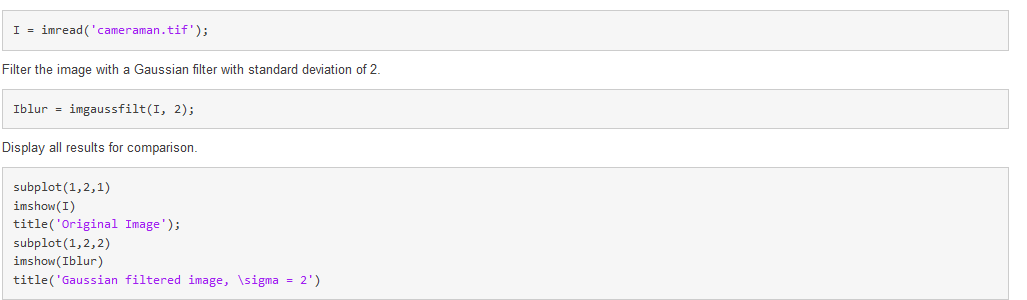 I = imread('cameraman.tif');
Filter the image with a Gaussian filter with standard deviation of 2.
Iblur = imgaussfilt(I, 2);
Display all results for comparison.
subplot(1,2,1)
imshow(I)
title('Original Image');
subplot(1,2,2)
imshow(Iblur)
title('Gaussian filtered image, \sigma = 2')